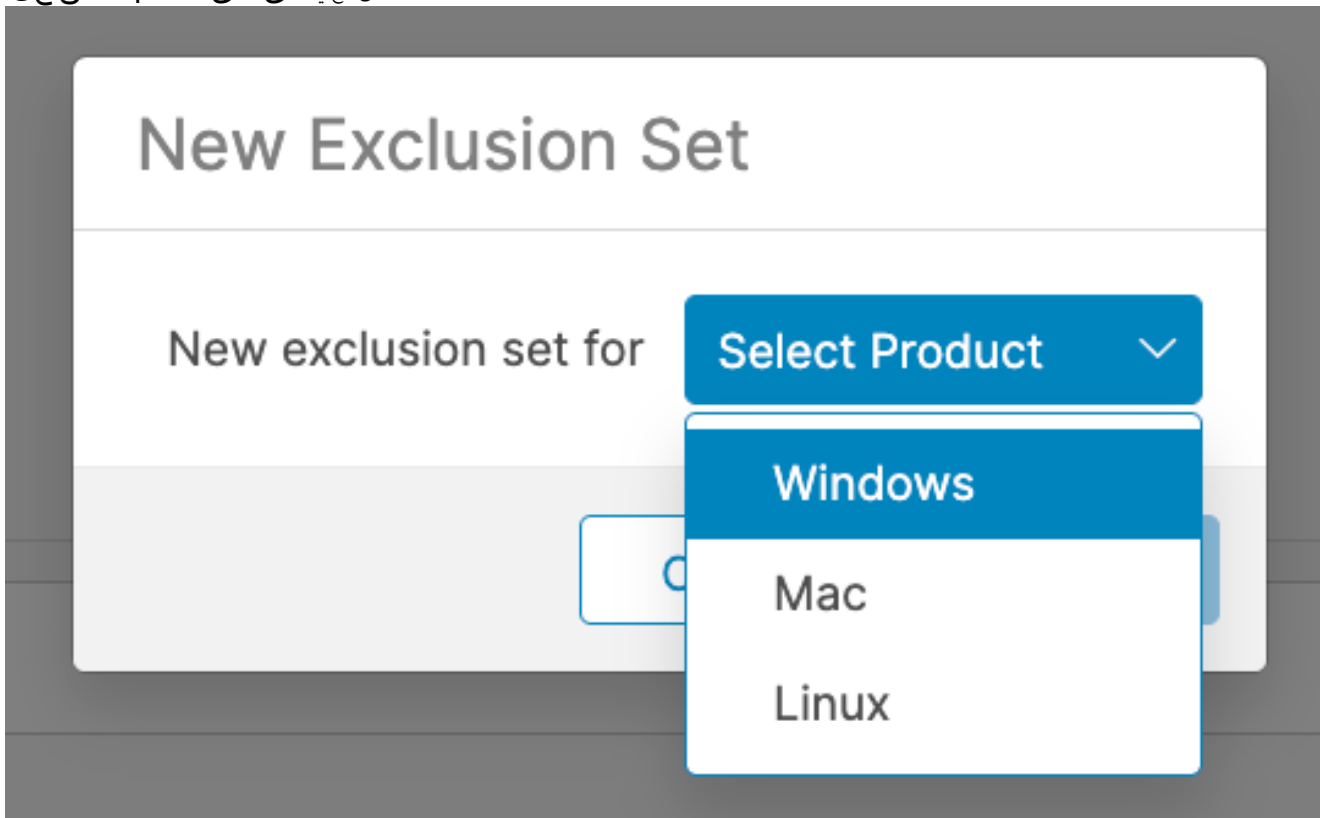 New Exclusion Set
New exclusion set for
Select Product
Windows
Mac
Linux